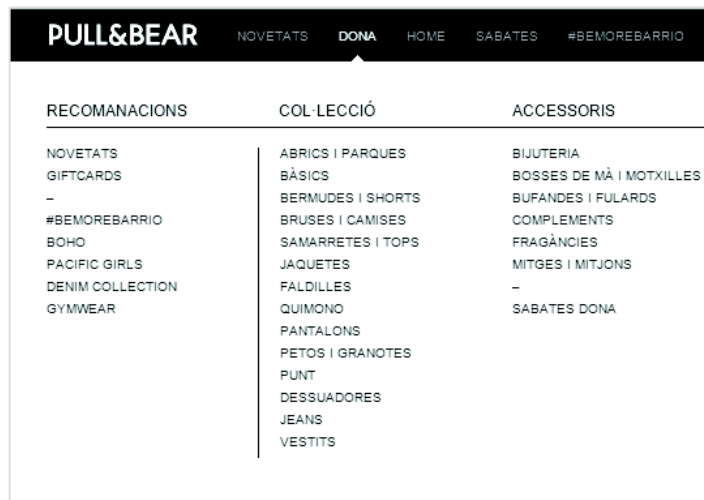 PULL&BEAR NOVETATS DONA HOME SABATES #BEMOREBARRIO
RECOMANACIONS
NOVETATS
GIFTCARDS
–
#BEMOREBARRIO
BOHO
PACIFIC GIRLS
DENIM COLLECTION
GYMWEAR
COL·LECCIÓ
ABRICS I PARQUES
BÀSICS
BERMUDES I SHORTS
BRUSES I CAMISES
SAMARRETES I TOPS
JAQUETES
FALDILLES
QUIMONO
PANTALONS
PETOS I GRANOTES
PUNT
DESSUADORES
JEANS
VESTITS
ACCESSORIS
BIJUTERIA
BOSSES DE MÀ I MOTXILLES
BUFANDES I FULARDS
COMPLEMENTS
FRAGÀNCIES
MITGES I MITJONS
–
SABATES DONA